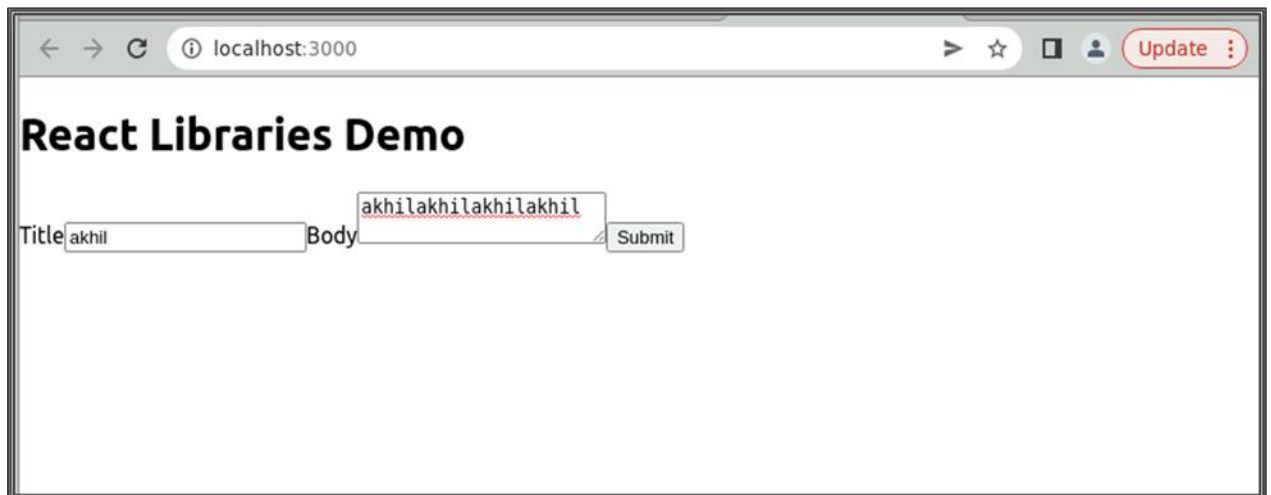 localhost:3000
Update
React Libraries Demo
Title akhil Body akhilakhilakhilakhil Submit